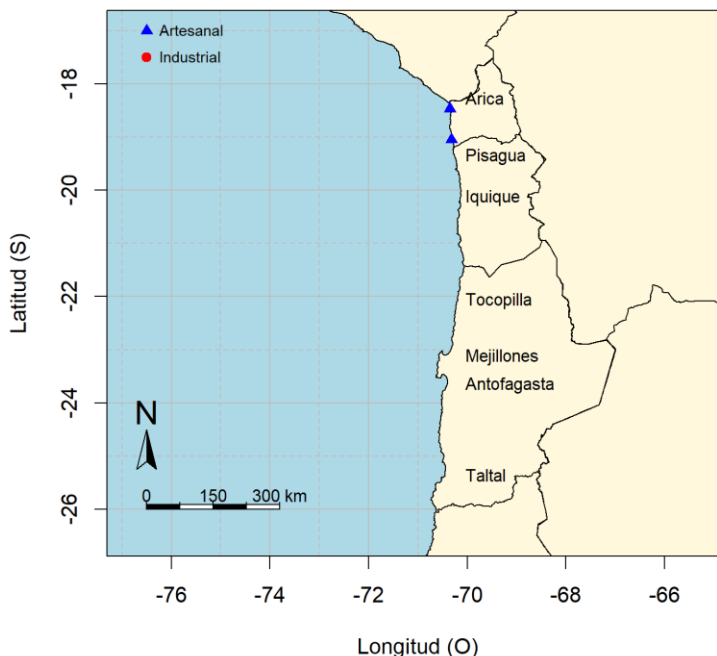 Artesanal
Industrial
Arica
Pisagua
Iquique
Tocopilla
Mejillones
Antofagasta
Taltal
N
0 150 300 km
-18
-20
-22
-24
-26
Latitud (S)
-76 -74 -72 -70 -68 -66
Longitud (O)